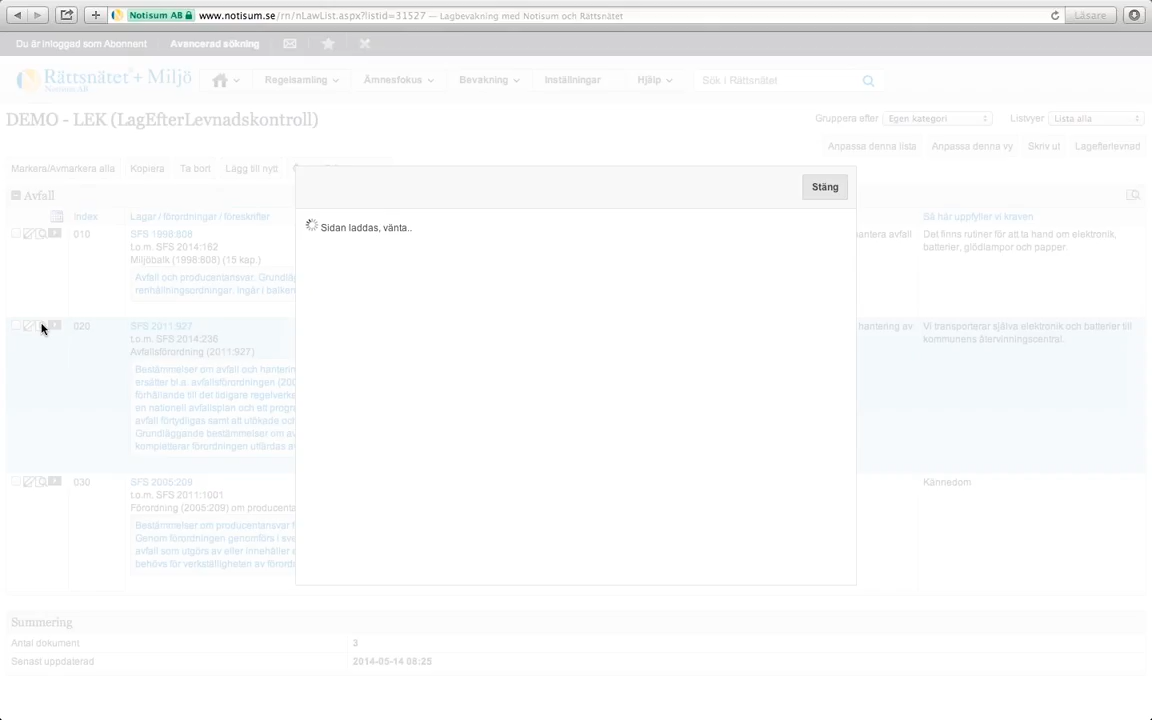 Notisum AB www.notisum.se/rn/nLawList.aspx?listid=31527 — Lagbevakning med Notisum och Rättsnätet Läsare
Du är inloggad som Abonnent Avancerad sökning
Rättsnätet + Miljö Regelsamling Ämnesfokus Bevakning Inställningar Hjälp Sök i Rättsnätet
Notisum AB
DEMO - LEK (LagEfterLevnadskontroll) Gruppera efter Egen kategori Listvyer Lista alla
Anpassa denna lista Anpassa denna vy Skriv ut Lagefterlevnad
Markera/Avmarkera alla Kopiera Ta bort Lägg till nytt
Stäng
Avfall
Index Lagar / förordningar / föreskrifter Så här uppfyller vi kraven
Sidan laddas, vänta..
010 SFS 1998:808 hantera avfall Det finns rutiner för att ta hand om elektronik,
t.o.m. SFS 2014:162 batterier, glödlampor och papper.
Miljöbalk (1998:808) (15 kap.)
Avfall och producentansvar. Grundläg
renhållningsordningar. Ingår i balken
020 SFS 2011:927 hantering av Vi transporterar själva elektronik och batterier till
t.o.m. SFS 2014:236 kommunens återvinningscentral.
Avfallsförordning (2011:927)
Bestämmelser om avfall och hanterin
ersätter bl.a. avfallsförordningen (200
förhållande till det tidigare regelverke
en nationell avfallsplan och ett progr
avfall förtydligas samt att utökade oc
Grundläggande bestämmelser om av
kompletterar förordningen utfärdas a
030 SFS 2005:209 Kännedom
t.o.m. SFS 2011:1001
Förordning (2005:209) om producenta
Bestämmelser om producentansvar f
Genom förordningen genomförs i sve
avfall som utgörs av eller innehåller e
behövs för verkställigheten av förordn
Summering
Antal dokument 3
Senast uppdaterad 2014-05-14 08:25